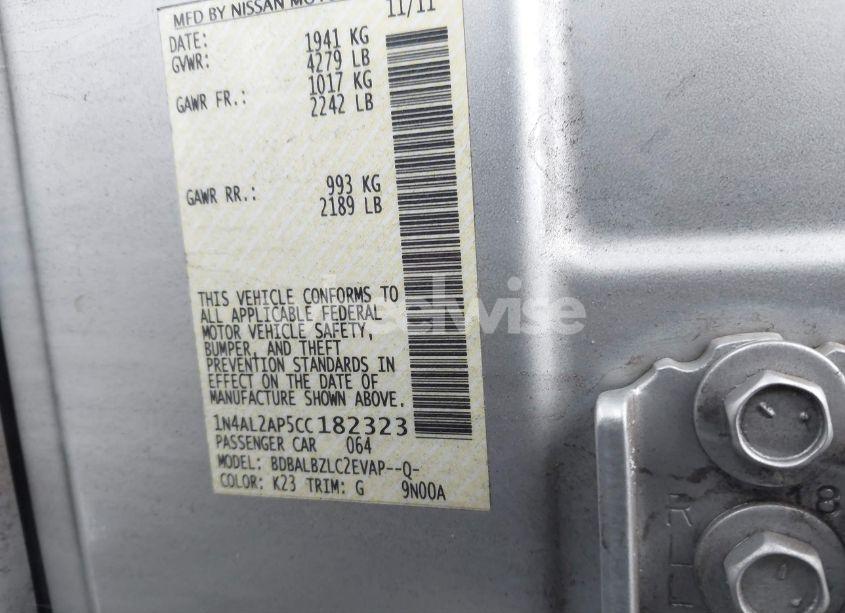 MFD BY NISSAN MOTO
11/11
DATE: 1941 KG
GVWR: 4279 LB
1017 KG
GAWR FR.: 2242 LB
GAWR RR.: 993 KG
2189 LB
THIS VEHICLE CONFORMS TO
ALL APPLICABLE FEDERAL
MOTOR VEHICLE SAFETY,
BUMPER, AND THEFT
PREVENTION STANDARDS IN
EFFECT ON THE DATE OF
MANUFACTURE SHOWN ABOVE.
1N4AL2AP5CC182323
PASSENGER CAR 064
MODEL: BDBALBZLC2EVAP--Q-
COLOR: K23 TRIM: G 9N00A